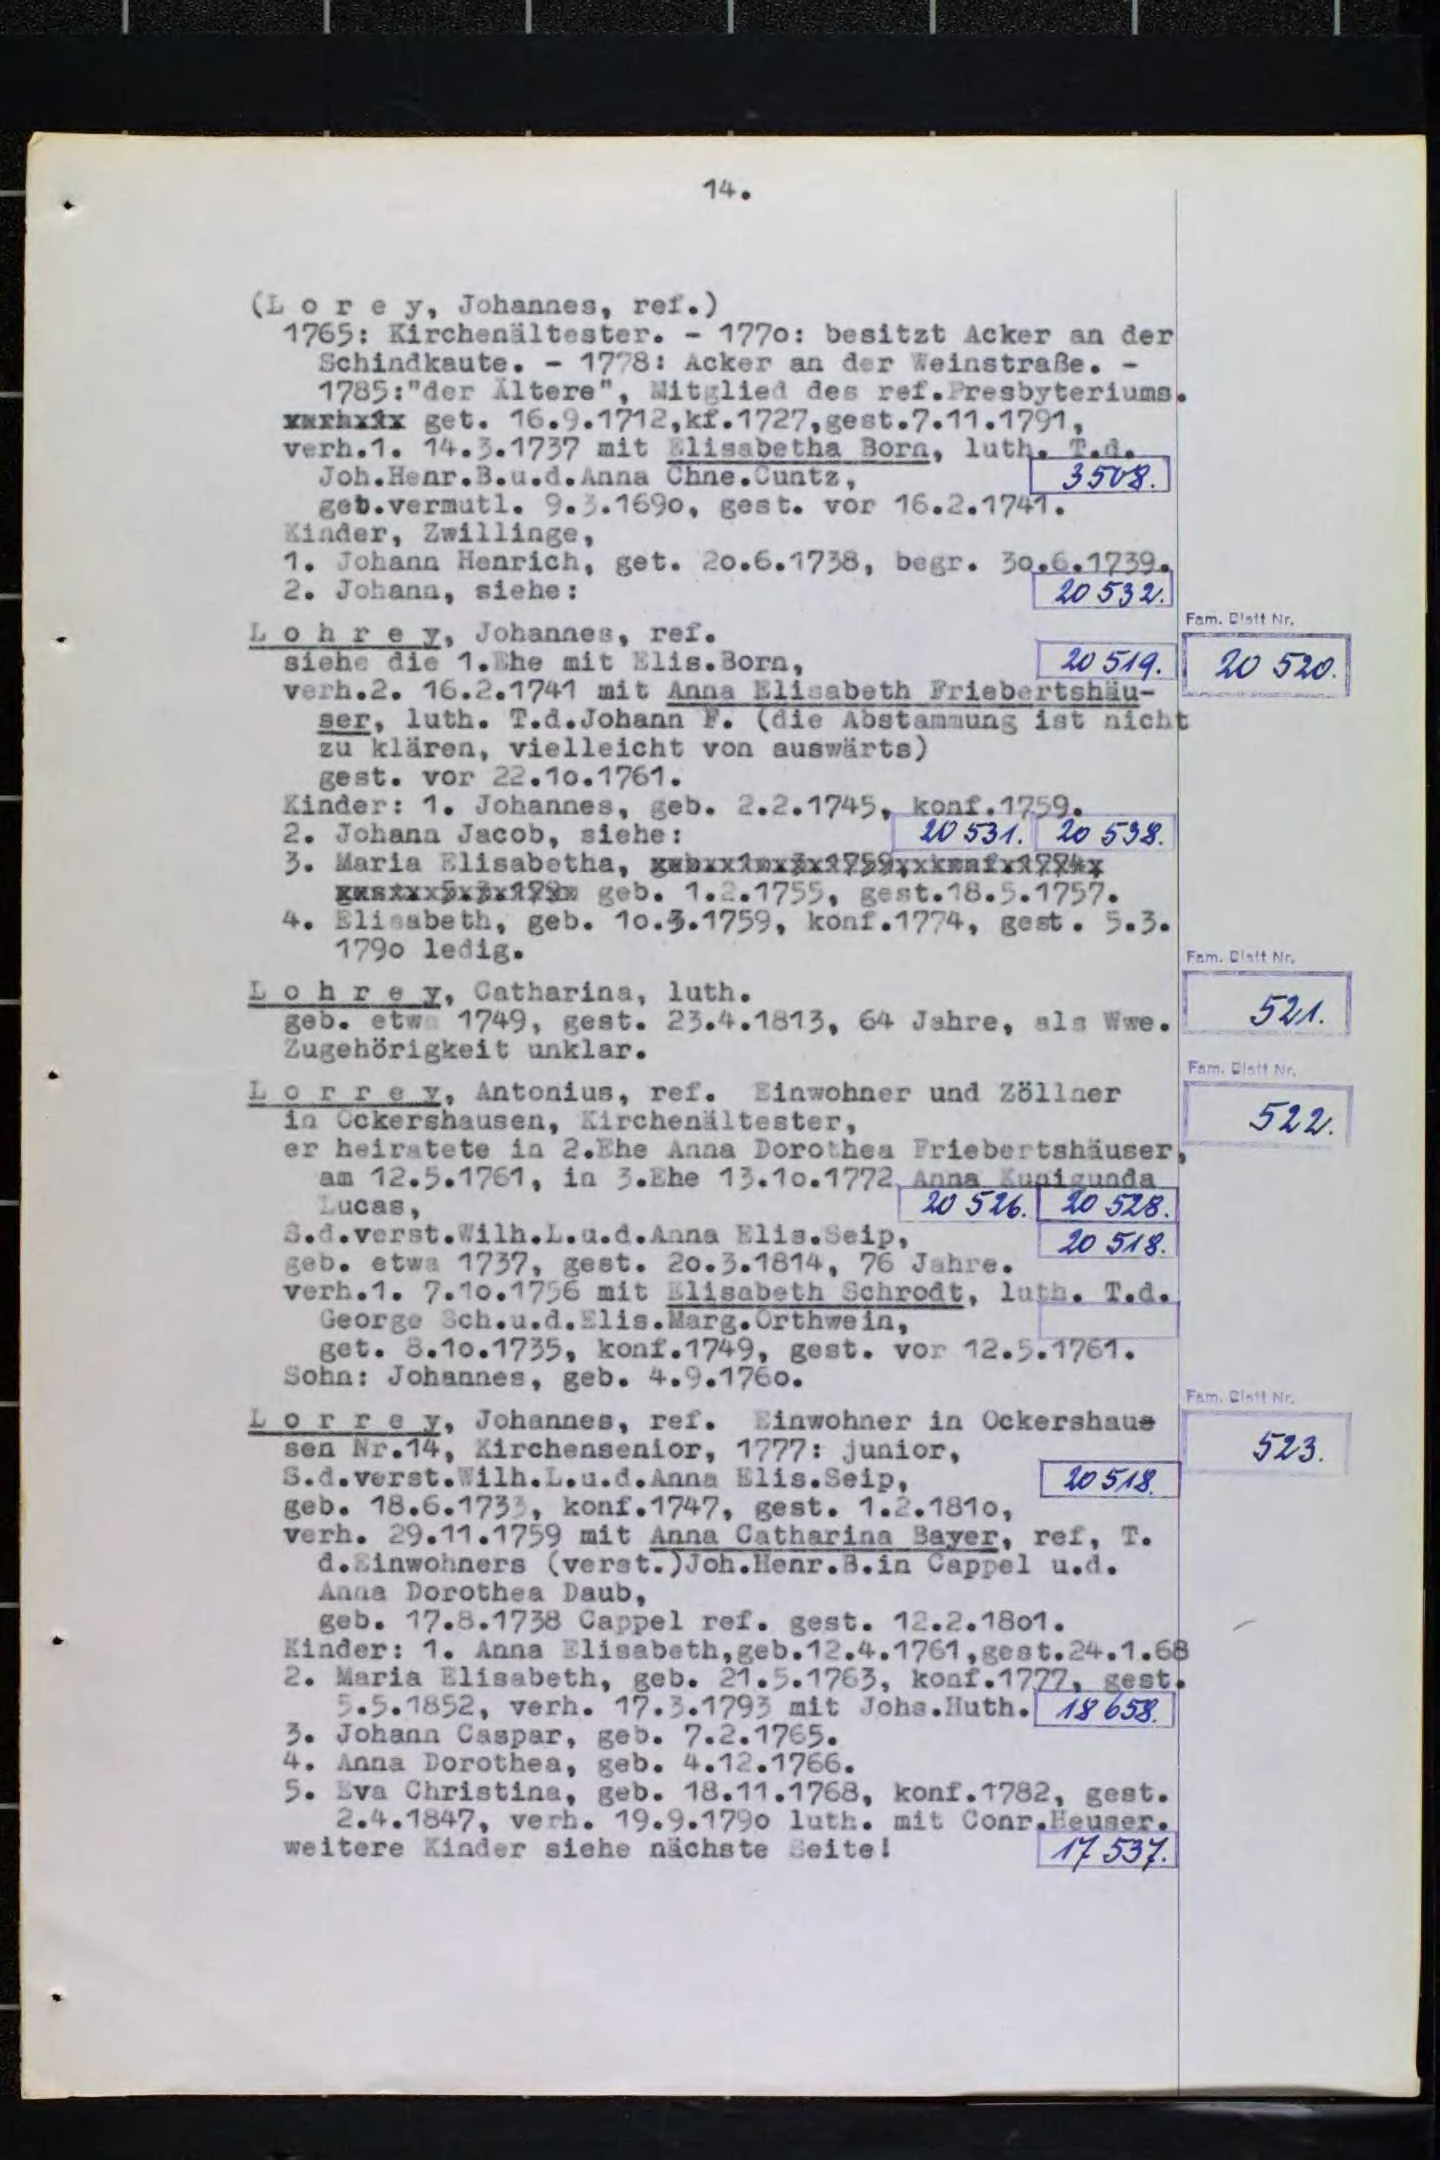 14.
(L o r e y, Johannes, ref.)
1765: Kirchenältester. - 177o: besitzt Acker an der
Schindkaute. - 1778: Acker an der Weinstraße. -
1785:"der Ältere", Mitglied des ref.Presbyteriums.
get. 16.9.1712,kf.1727,gest.7.11.1791,
verh.1. 14.3.1737 mit Elisabetha Born, luth. T.d.
Joh.Henr.B.u.d.Anna Chne.Cuntz, 3508.
geb.vermutl. 9.3.169o, gest. vor 16.2.1741.
Kinder, Zwillinge,
1. Johann Henrich, get. 2o.6.1738, begr. 3o.6.1739.
2. Johann, siehe: 20 532.
L o h r e y, Johannes, ref. Fam. Blatt Nr.
siehe die 1.Ehe mit Elis.Born, 20 519. 20 520.
verh.2. 16.2.1741 mit Anna Elisabeth Friebertshäu-
ser, luth. T.d.Johann F. (die Abstammung ist nicht
zu klären, vielleicht von auswärts)
gest. vor 22.1o.1761.
Kinder: 1. Johannes, geb. 2.2.1745, konf.1759.
2. Johann Jacob, siehe: 20 531. 20 538.
3. Maria Elisabetha,
geb. 1.2.1755, gest.18.5.1757.
4. Elisabeth, geb. 1o.3.1759, konf.1774, gest. 5.3.
179o ledig.
Fam. Blatt Nr.
L o h r e y, Catharina, luth.
geb. etwa 1749, gest. 23.4.1813, 64 Jahre, als Wwe. 521.
Zugehörigkeit unklar.
Fam. Blatt Nr.
L o r r e y, Antonius, ref. Einwohner und Zöllner
in Ockershausen, Kirchenältester, 522.
er heiratete in 2.Ehe Anna Dorothea Friebertshäuser,
am 12.5.1761, in 3.Ehe 13.1o.1772 Anna Kunigunda
Lucas, 20 526. 20 528.
S.d.verst.Wilh.L.u.d.Anna Elis.Seip, 20 518.
geb. etwa 1737, gest. 2o.3.1814, 76 Jahre.
verh.1. 7.1o.1756 mit Elisabeth Schrodt, luth. T.d.
George Sch.u.d.Elis.Marg.Orthwein,
get. 8.1o.1735, konf.1749, gest. vor 12.5.1761.
Sohn: Johannes, geb. 4.9.176o.
Fam. Blatt Nr.
L o r r e y, Johannes, ref. Einwohner in Ockershaus
sen Nr.14, Kirchensenior, 1777: junior, 523.
S.d.verst.Wilh.L.u.d.Anna Elis.Seip, 20 518.
geb. 18.6.1733, konf.1747, gest. 1.2.181o,
verh. 29.11.1759 mit Anna Catharina Bayer, ref, T.
d.Einwohners (verst.)Joh.Henr.B.in Cappel u.d.
Anna Dorothea Daub,
geb. 17.8.1738 Cappel ref. gest. 12.2.18o1.
Kinder: 1. Anna Elisabeth,geb.12.4.1761,gest.24.1.68
2. Maria Elisabeth, geb. 21.5.1763, konf.1777, gest.
5.5.1852, verh. 17.3.1793 mit Johs.Huth. 18 658.
3. Johann Caspar, geb. 7.2.1765.
4. Anna Dorothea, geb. 4.12.1766.
5. Eva Christina, geb. 18.11.1768, konf.1782, gest.
2.4.1847, verh. 19.9.179o luth. mit Conr.Heuser.
weitere Kinder siehe nächste Seite! 17 537.